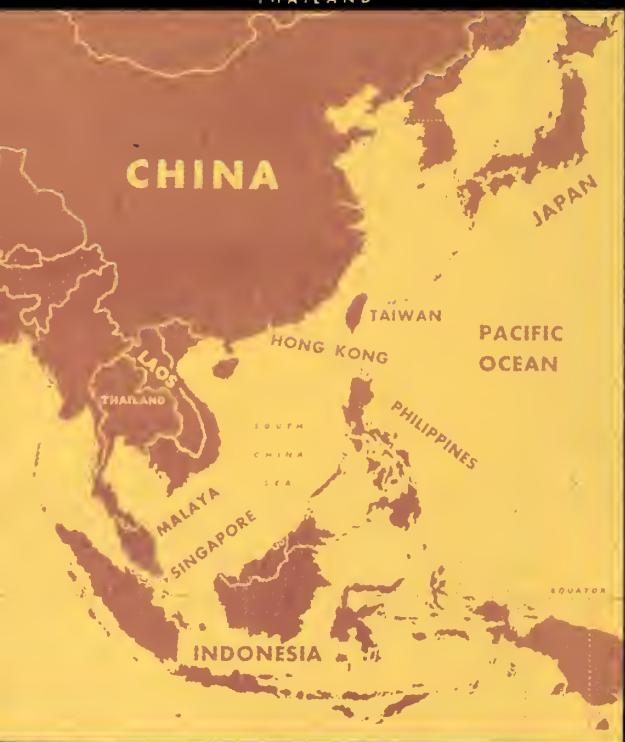 THAILAND
CHINA
JAPAN
TAIWAN
HONG KONG
PACIFIC
OCEAN
LAOS
THAILAND
PHILIPPINES
SOUTH
CHINA
SEA
MALAYA
SINGAPORE
EQUATOR
INDONESIA